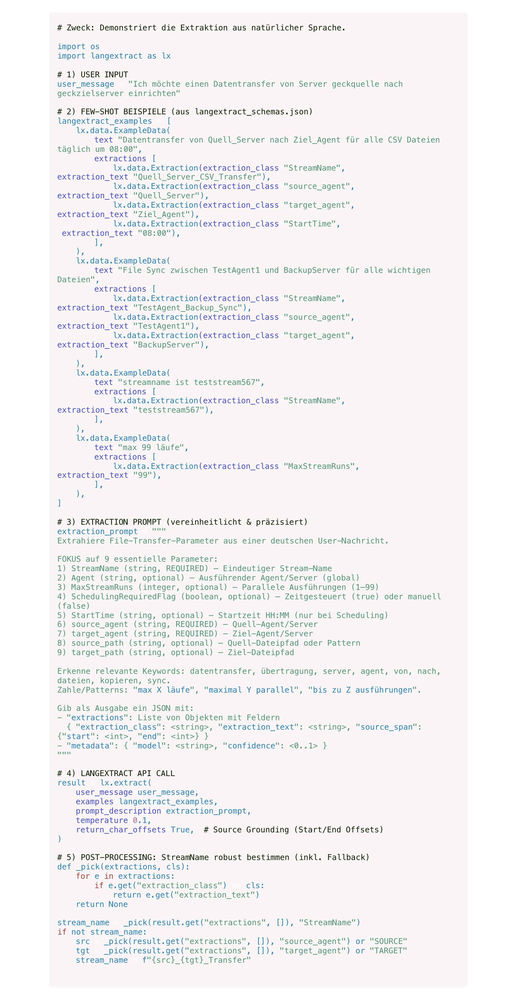 # Zweck: Demonstriert die Extraktion aus natürlicher Sprache.
import os
import langextract as lx
# 1) USER INPUT
user_message = "Ich möchte einen Datentransfer von Server geckquelle nach
geckzielserver einrichten"
# 2) FEW-SHOT BEISPIELE (aus langextract_schemas.json)
langextract_examples = [
lx.data.ExampleData(
text="Datentransfer von Quell_Server nach Ziel_Agent für alle CSV Dateien
täglich um 08:00",
extractions=[
lx.data.Extraction(extraction_class="StreamName",
extraction_text="Quell_Server_CSV_Transfer"),
lx.data.Extraction(extraction_class="source_agent",
extraction_text="Quell_Server"),
lx.data.Extraction(extraction_class="target_agent",
extraction_text="Ziel_Agent"),
lx.data.Extraction(extraction_class="StartTime",
extraction_text="08:00"),
],
),
lx.data.ExampleData(
text="File Sync zwischen TestAgent1 und BackupServer für alle wichtigen
Dateien",
extractions=[
lx.data.Extraction(extraction_class="StreamName",
extraction_text="TestAgent_Backup_Sync"),
lx.data.Extraction(extraction_class="source_agent",
extraction_text="TestAgent1"),
lx.data.Extraction(extraction_class="target_agent",
extraction_text="BackupServer"),
],
),
lx.data.ExampleData(
text="streamname ist teststream567",
extractions=[
lx.data.Extraction(extraction_class="StreamName",
extraction_text="teststream567"),
],
),
lx.data.ExampleData(
text="max 99 läufe",
extractions=[
lx.data.Extraction(extraction_class="MaxStreamRuns",
extraction_text="99"),
],
),
]
# 3) EXTRACTION PROMPT (vereinheitlicht & präzisiert)
extraction_prompt = """
Extrahiere File-Transfer-Parameter aus einer deutschen User-Nachricht.
FOKUS auf 9 essentielle Parameter:
1) StreamName (string, REQUIRED) – Eindeutiger Stream-Name
2) Agent (string, optional) – Ausführender Agent/Server (global)
3) MaxStreamRuns (integer, optional) – Parallele Ausführungen (1–99)
4) SchedulingRequiredFlag (boolean, optional) – Zeitgesteuert (true) oder manuell
(false)
5) StartTime (string, optional) – Startzeit HH:MM (nur bei Scheduling)
6) source_agent (string, REQUIRED) – Quell-Agent/Server
7) target_agent (string, REQUIRED) – Ziel-Agent/Server
8) source_path (string, optional) – Quell-Dateipfad oder Pattern
9) target_path (string, optional) – Ziel-Dateipfad
Erkenne relevante Keywords: datentransfer, übertragung, server, agent, von, nach,
dateien, kopieren, sync.
Zahle/Patterns: "max X läufe", "maximal Y parallel", "bis zu Z ausführungen".
Gib als Ausgabe ein JSON mit:
- "extractions": Liste von Objekten mit Feldern
{ "extraction_class": <string>, "extraction_text": <string>, "source_span":
{"start": <int>, "end": <int>} }
- "metadata": { "model": <string>, "confidence": <0..1> }
"""
# 4) LANGEXTRACT API CALL
result = lx.extract(
user_message=user_message,
examples=langextract_examples,
prompt_description=extraction_prompt,
temperature=0.1,
return_char_offsets=True,  # Source Grounding (Start/End Offsets)
)
# 5) POST-PROCESSING: StreamName robust bestimmen (inkl. Fallback)
def _pick(extractions, cls):
for e in extractions:
if e.get("extraction_class") == cls:
return e.get("extraction_text")
return None
stream_name = _pick(result.get("extractions", []), "StreamName")
if not stream_name:
src = _pick(result.get("extractions", []), "source_agent") or "SOURCE"
tgt = _pick(result.get("extractions", []), "target_agent") or "TARGET"
stream_name = f"{src}_{tgt}_Transfer"